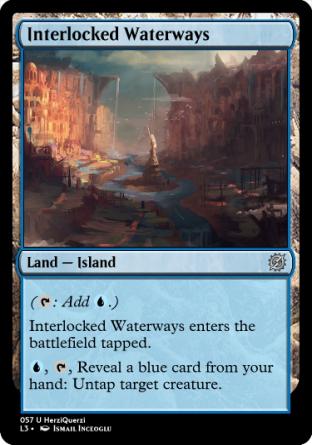 Interlocked Waterways
Land — Island
(: Add .)
Interlocked Waterways enters the
battlefield tapped.
, , Reveal a blue card from your
hand: Untap target creature.
057 U HerziQuerzi
L3 • Ismail Inceoglu